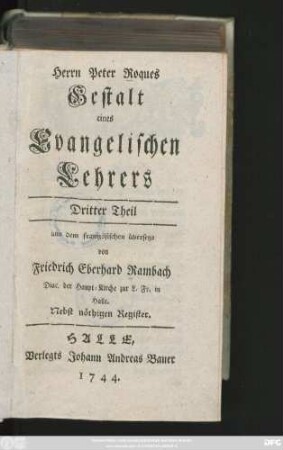 Herrn Peter Roques
Gestalt
eines
Evangelischen
Lehrers
Dritter Theil
aus dem französischen übersetzt
von
Friedrich Eberhard Rambach
Diac. der Haupt-Kirche zur L. Fr. in
Halle.
Nebst nöthigen Register.
HALLE,
Verlegts Johann Andreas Bauer
1744.